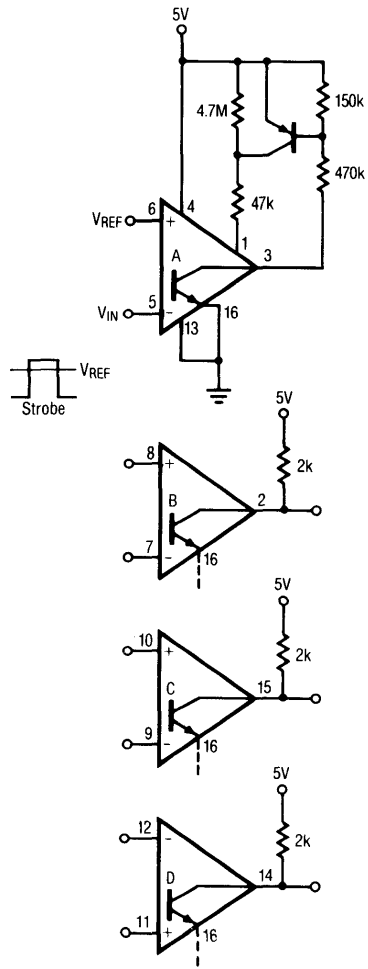 5V
4.7M
150k
470k
47k
VREF
6
4
+
1
A
3
VIN
5
-
16
13
VREF
Strobe
5V
8
+
2k
B
2
7
-
16
5V
10
+
2k
C
15
9
-
16
5V
12
-
2k
D
14
11
+
16